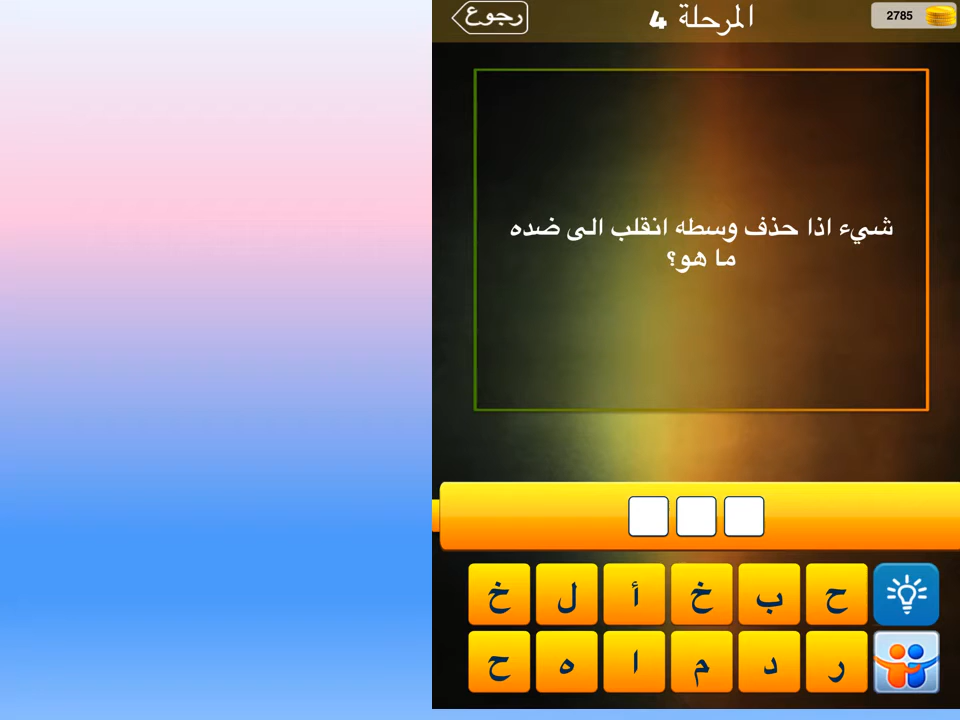 رجوع
المرحلة 4
2785
شيء اذا حذف وسطه انقلب الى ضده
ما هو؟
ح ب خ أ ل خ
ر د م ا ه ح